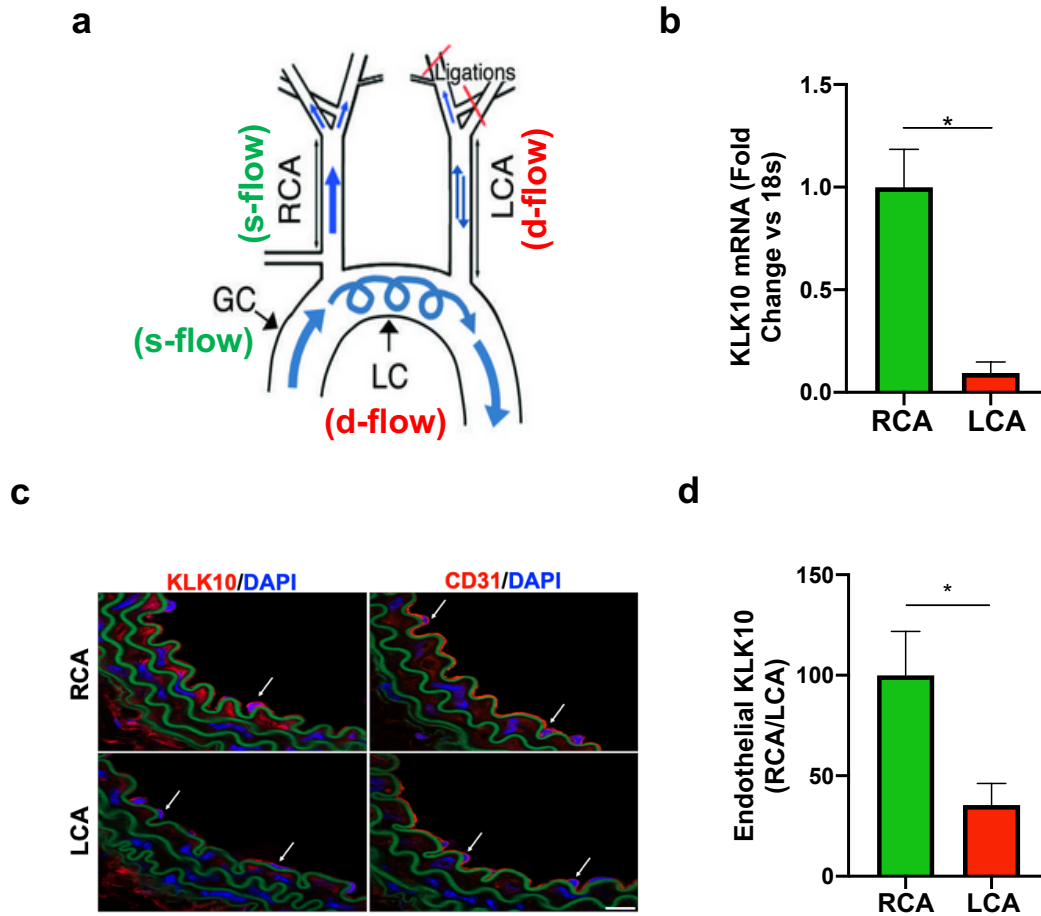 a
Ligations
(s-flow)
RCA
LCA
(d-flow)
GC
(s-flow)
LC
(d-flow)
b
KLK10 mRNA (Fold
Change vs 18s)
1.5
1.0
0.5
0.0
*
RCA LCA
c
KLK10/DAPI
CD31/DAPI
RCA
LCA
d
Endothelial KLK10
(RCA/LCA)
150
100
50
0
*
RCA LCA